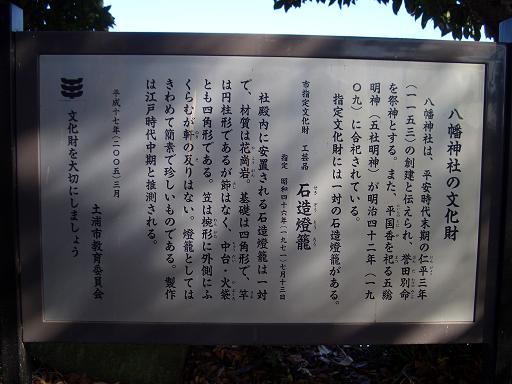 八幡神社の文化財
八幡神社は、平安時代末期の仁平三年
（一一五三）の創建と伝えられ、誉田別命
を祭神とする。また、平国香を祀る五総
明神（五社明神）が明治四十二年（一九
〇九）に合祀されている。
指定文化財には一対の石造燈籠がある。
市指定文化財 工芸品 石造燈籠
指定 昭和四十六年（一九七一）七月十三日
社殿内に安置される石造燈籠は一対
で、材質は花崗岩。基礎は四角形で、竿
は円柱形であるが節はなく、中台・火袋
とも四角形である。笠は椀形に外側にふ
くらむが軒の反りはない。燈籠としては
きわめて簡素で珍しいものである。製作
は江戸時代中期と推測される。
平成十七年（二〇〇五）三月
土浦市教育委員会
文化財を大切にしましょう